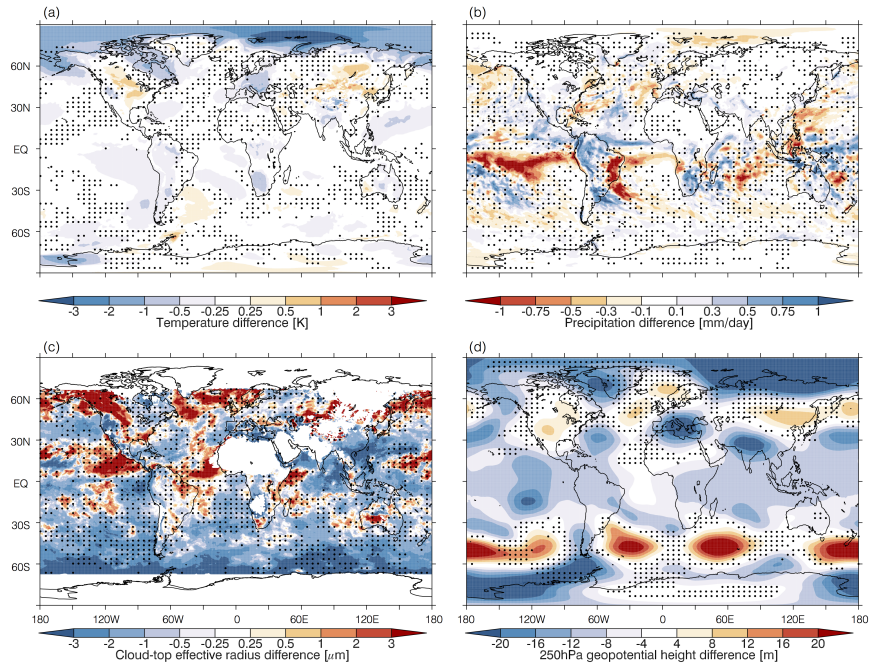 (a)
(b)
60N
30N
EQ
30S
60S
-3 -2 -1 -0.5 -0.25 0.25 0.5 1 2 3
Temperature difference [K]
-1 -0.75 -0.5 -0.3 -0.1 0.1 0.3 0.5 0.75 1
Precipitation difference [mm/day]
(c)
(d)
60N
30N
EQ
30S
60S
180 120W 60W 0 60E 120E 180
180 120W 60W 0 60E 120E 180
-3 -2 -1 -0.5 -0.25 0.25 0.5 1 2 3
Cloud-top effective radius difference [μm]
-20 -16 -12 -8 -4 4 8 12 16 20
250hPa geopotential height difference [m]